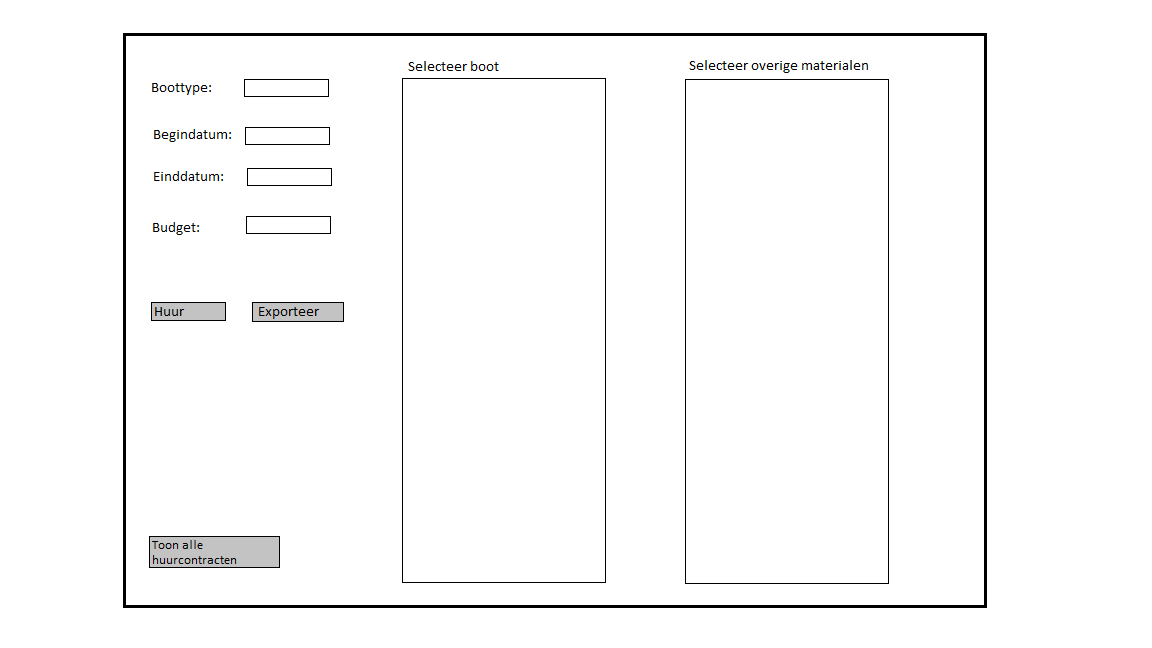 Boottype:
Begindatum:
Einddatum:
Budget:
Huur
Exporteer
Toon alle
huurcontracten
Selecteer boot
Selecteer overige materialen